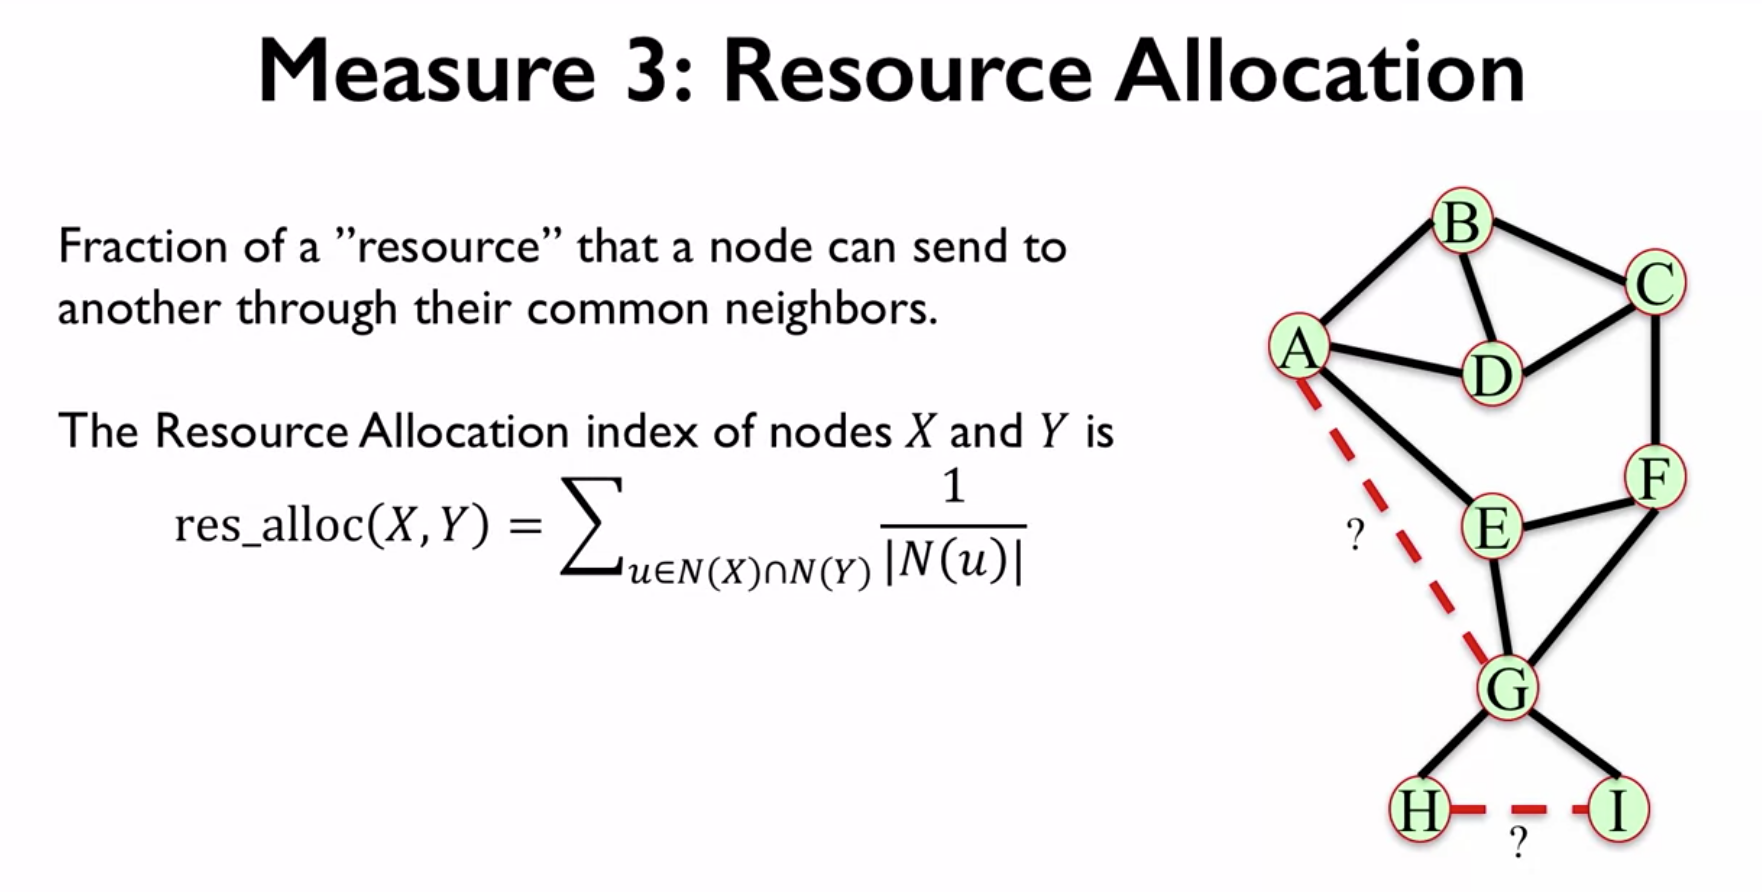 Measure 3: Resource Allocation
Fraction of a ”resource” that a node can send to
another through their common neighbors.
The Resource Allocation index of nodes X and Y is
res_alloc(X, Y) = ∑u∈N(X)∩N(Y) 1/|N(u)|
B
C
A
D
F
E
?
G
H
I
?